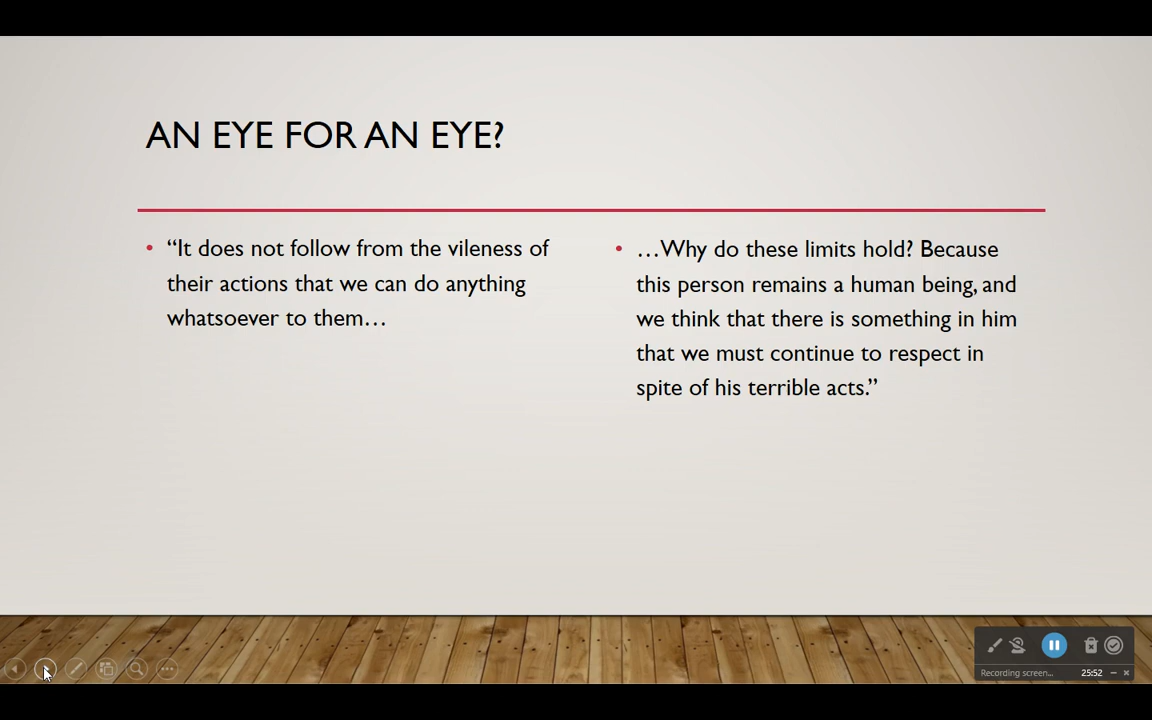 AN EYE FOR AN EYE?
• “It does not follow from the vileness of
their actions that we can do anything
whatsoever to them…
• …Why do these limits hold? Because
this person remains a human being, and
we think that there is something in him
that we must continue to respect in
spite of his terrible acts.”
Recording screen... 25:52